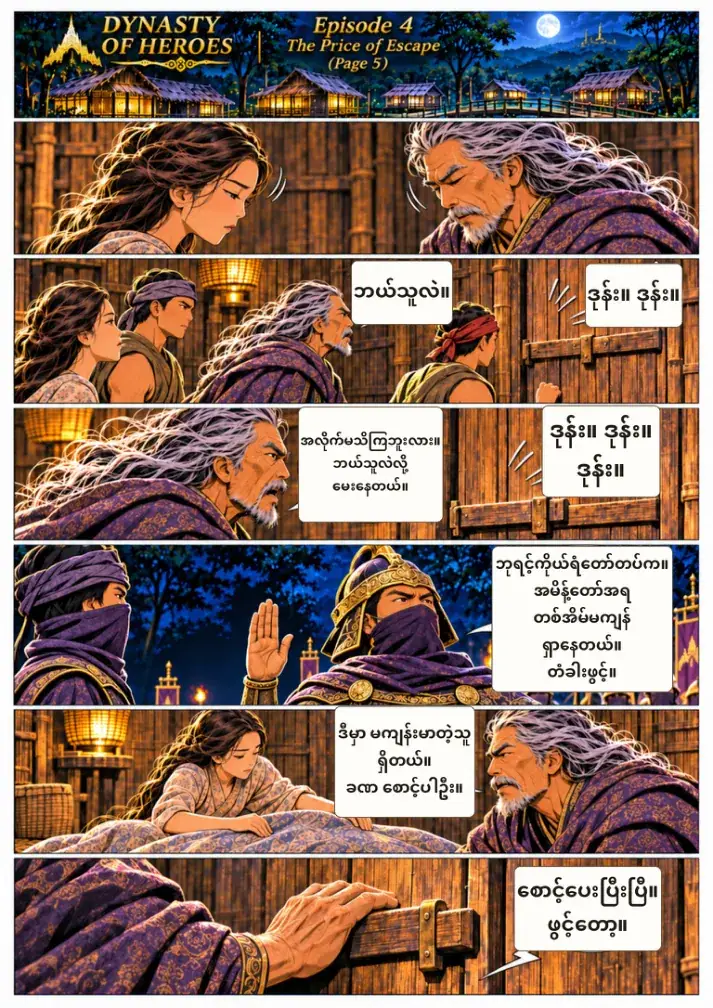 DYNASTY
OF HEROES
Episode 4
The Price of Escape
(Page 5)
ဘယ်သူလဲ။
ဒုန်း။ ဒုန်း။
အလိုက်မသိကြဘူးလား။
ဘယ်သူလဲလို့
မေးနေတယ်။
ဒုန်း။ ဒုန်း။
ဒုန်း။
ဘုရင့်ကိုယ်ရံတော်တပ်က။
အမိန့်တော်အရ
တစ်အိမ်မကျန်
ရှာနေတယ်။
တံခါးဖွင့်။
ဒီမှာ မကျန်းမာတဲ့သူ
ရှိတယ်။
ခဏ စောင့်ပါဦး။
စောင့်ပေးပြီးပြီ။
ဖွင့်တော့။